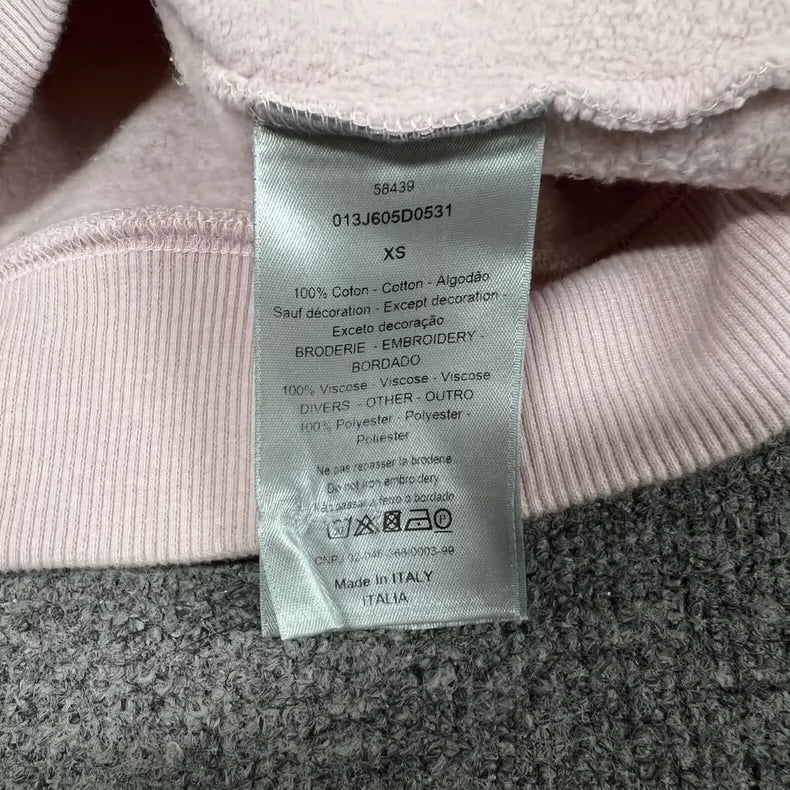 58439
013J605D0531
XS
100% Coton - Cotton - Algodão
Sauf décoration - Except decoration -
Exceto decoração
BRODERIE - EMBROIDERY -
BORDADO
100% Viscose - Viscose - Viscose
DIVERS - OTHER - OUTRO
100% Polyester - Polyester -
Poliéster
Ne pas repasser la broderie
Do not iron embroidery
Não passar a ferro o bordado
P
CNPJ
Made in ITALY
ITALIA